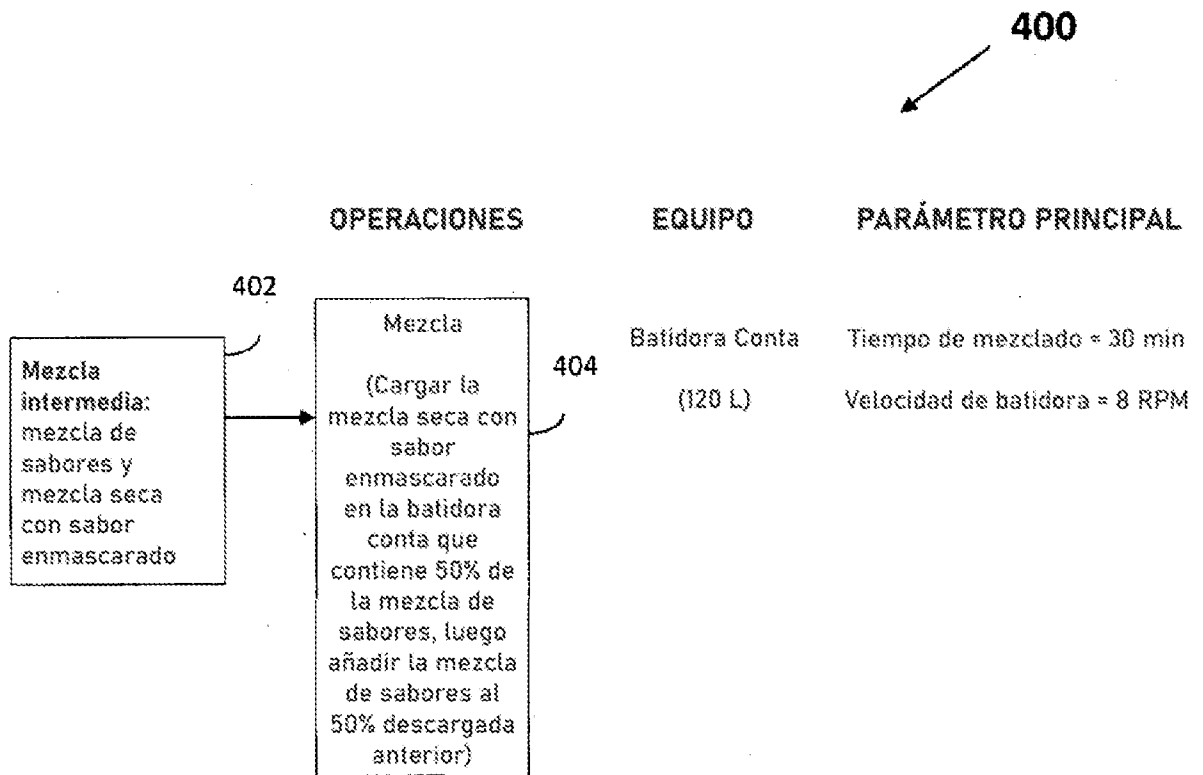 400
OPERACIONES EQUIPO PARÁMETRO PRINCIPAL
402
Mezcla
intermedia:
mezcla de
sabores y
mezcla seca
con sabor
enmascarado
Mezcla
(Cargar la
mezcla seca con
sabor
enmascarado
en la batidora
conta que
contiene 50% de
la mezcla de
sabores, luego
añadir la mezcla
de sabores al
50% descargada
anterior)
404
Batidora Conta
(120 L)
Tiempo de mezclado = 30 min
Velocidad de batidora = 8 RPM